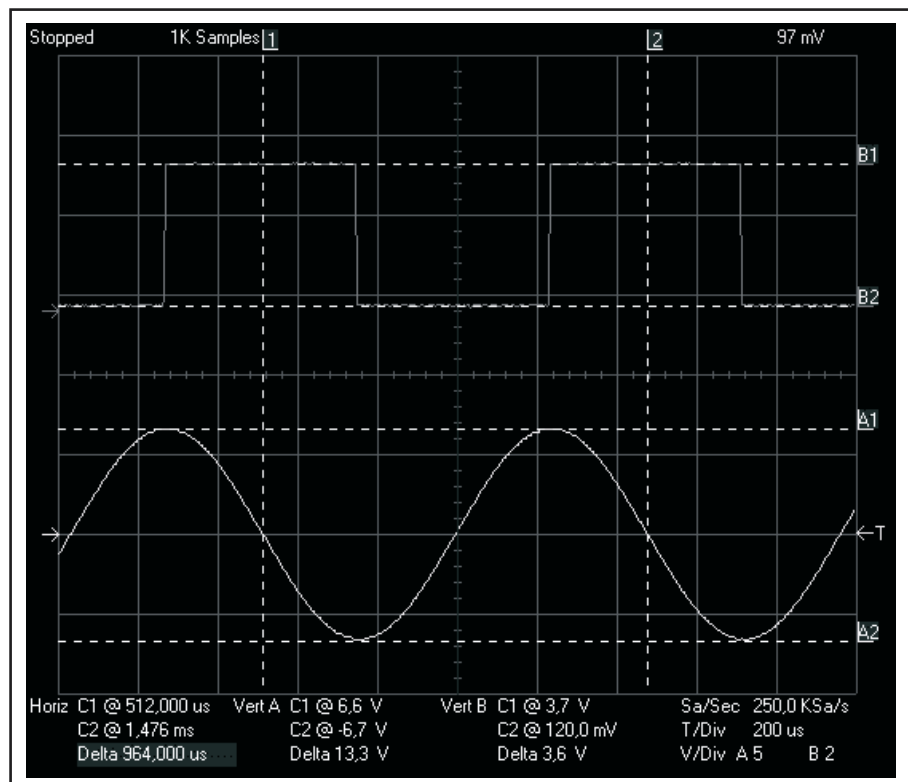 Stopped 1K Samples 1 2 97 mV
B1
B2
A1
T
A2
Horiz C1 @ 512,000 us Vert A C1 @ 6,6 V Vert B C1 @ 3,7 V Sa/Sec 250,0 KSa/s
C2 @ 1,476 ms C2 @ -6,7 V C2 @ 120,0 mV T/Div 200 us
Delta 964,000 us Delta 13,3 V Delta 3,6 V V/Div A 5 B 2